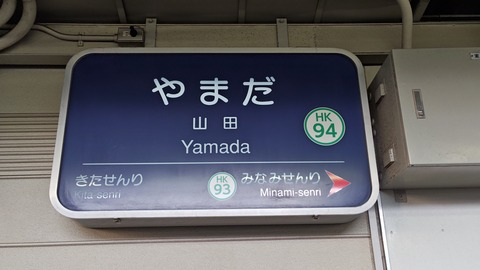 やまだ
山田
Yamada
HK
94
きたせんり
Kita-senri
HK
93
みなみせんり
Minami-senri